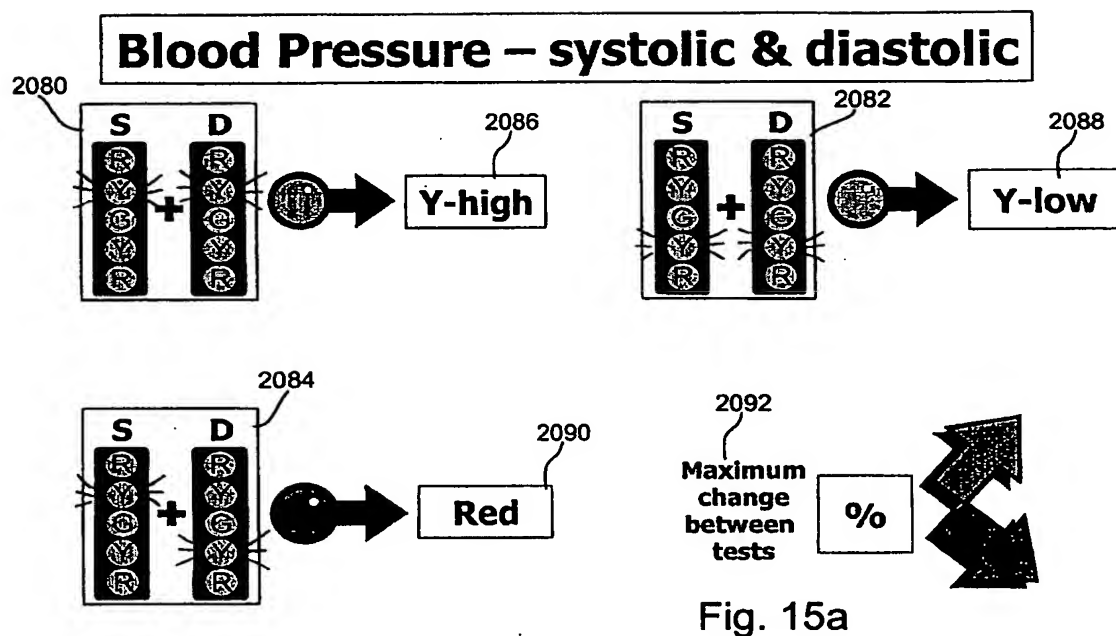 Blood Pressure – systolic & diastolic
2080
S D
R R
Y + Y
G G
Y Y
R R
2086
Y-high
2082
S D
R R
Y Y
G + G
Y Y
R R
2088
Y-low
2084
S D
R R
Y + Y
G G
Y Y
R R
2090
Red
2092
Maximum
change
between
tests
%
Fig. 15a